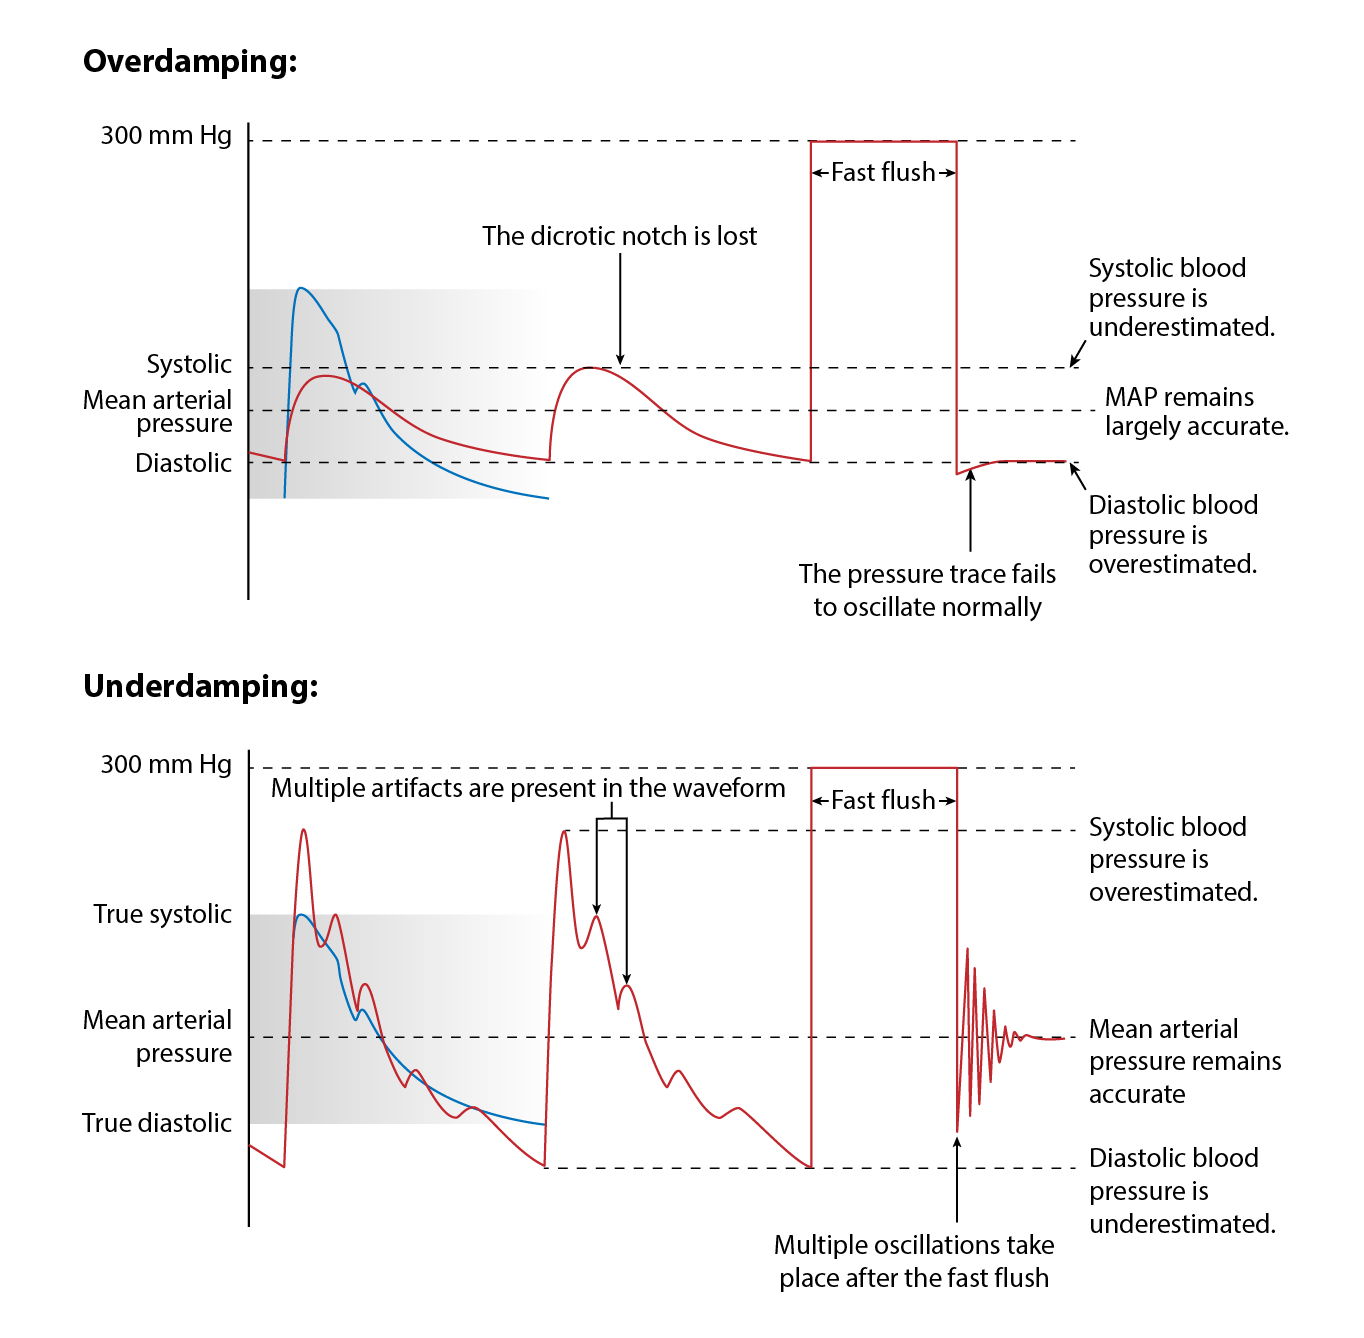 Overdamping:
300 mm Hg
Fast flush
The dicrotic notch is lost
Systolic blood
pressure is
underestimated.
Systolic
Mean arterial
pressure
MAP remains
largely accurate.
Diastolic
Diastolic blood
pressure is
overestimated.
The pressure trace fails
to oscillate normally
Underdamping:
300 mm Hg
Multiple artifacts are present in the waveform
Fast flush
Systolic blood
pressure is
overestimated.
True systolic
Mean arterial
pressure
Mean arterial
pressure remains
accurate
True diastolic
Diastolic blood
pressure is
underestimated.
Multiple oscillations take
place after the fast flush